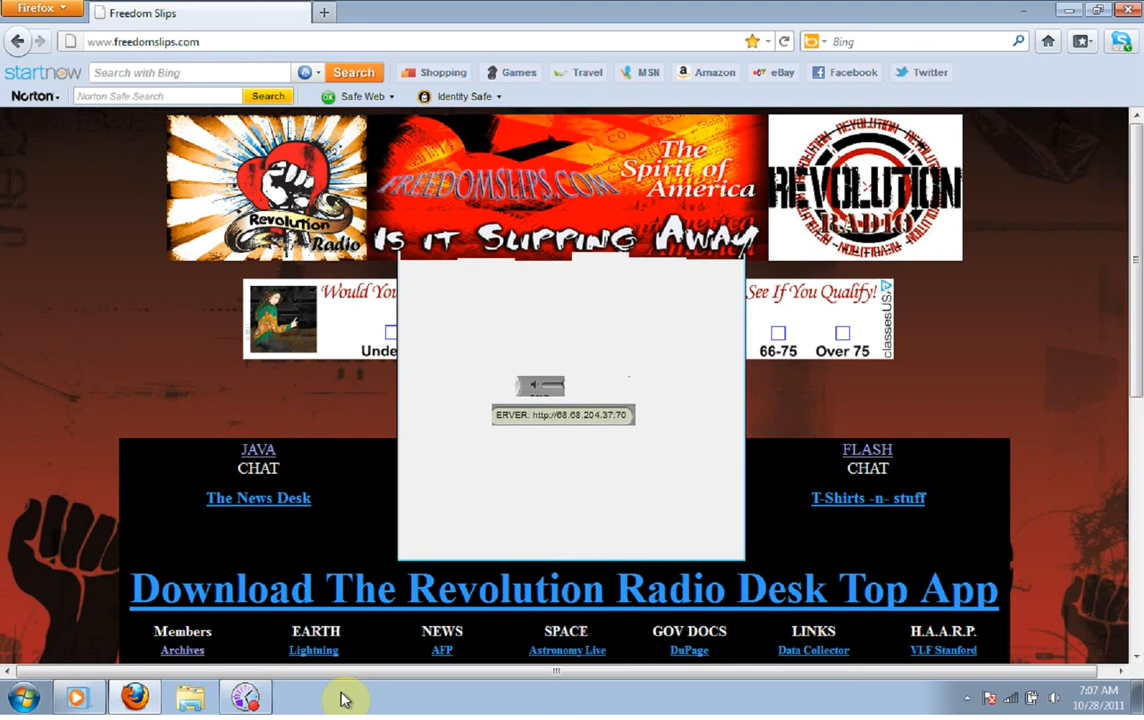 Firefox
Freedom Slips
www.freedomslips.com
Bing
startnow Search with Bing Search Shopping Games Travel MSN Amazon eBay Facebook Twitter
Norton Norton Safe Search Search OK Safe Web Identity Safe
Revolution Radio
FREEDOMSLIPS.COM
The Spirit of America
Is it Slipping Away
REVOLUTION
RADIO
REVOLUTION
Would You
See If You Qualify!
Unde
66-75 Over 75
classesUSA
ERVER: http://68.68.204.37:70
JAVA
CHAT
The News Desk
FLASH
CHAT
T-Shirts -n- stuff
Download The Revolution Radio Desk Top App
Members EARTH NEWS SPACE GOV DOCS LINKS H.A.A.R.P.
Archives Lightning AFP Astronomy Live DuPage Data Collector VLF Stanford
7:07 AM
10/28/2011